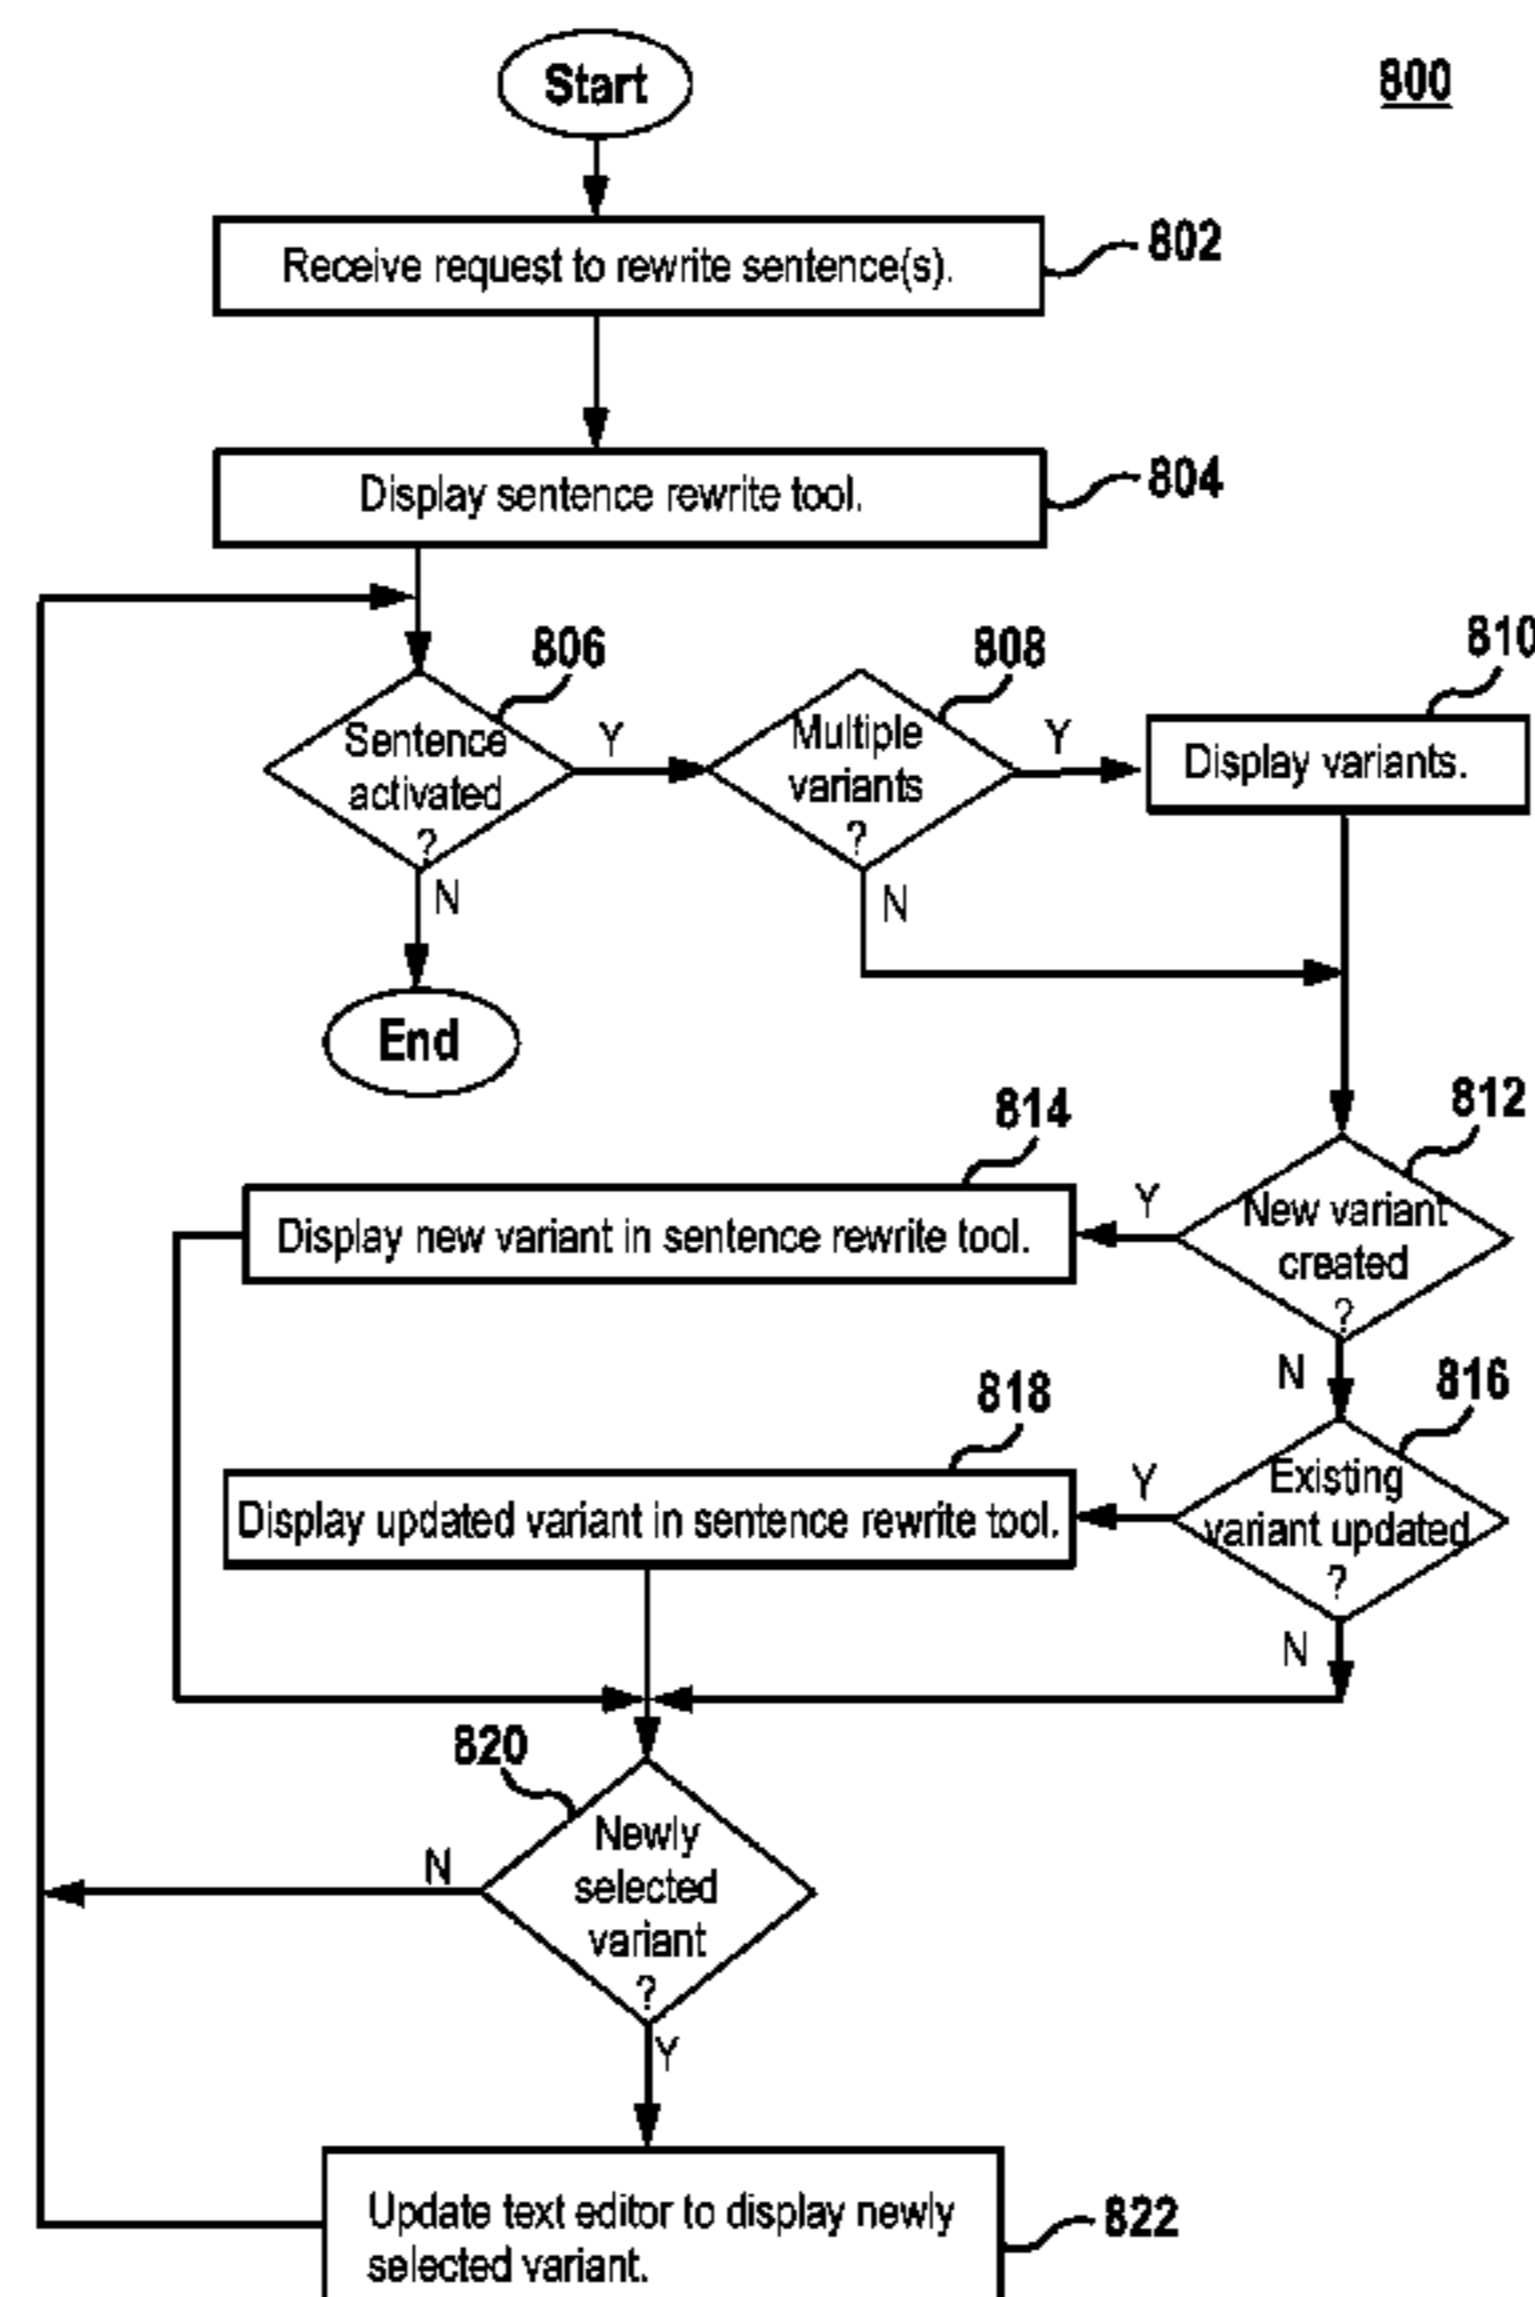 Start
800
Receive request to rewrite sentence(s).
802
Display sentence rewrite tool.
804
806
808
810
Sentence
activated
?
Y
N
Multiple
variants
?
Y
N
Display variants.
End
812
814
New variant
created
?
Y
N
Display new variant in sentence rewrite tool.
816
818
Existing
variant updated
?
Y
N
Display updated variant in sentence rewrite tool.
820
Newly
selected
variant
?
N
Y
Update text editor to display newly
selected variant.
822